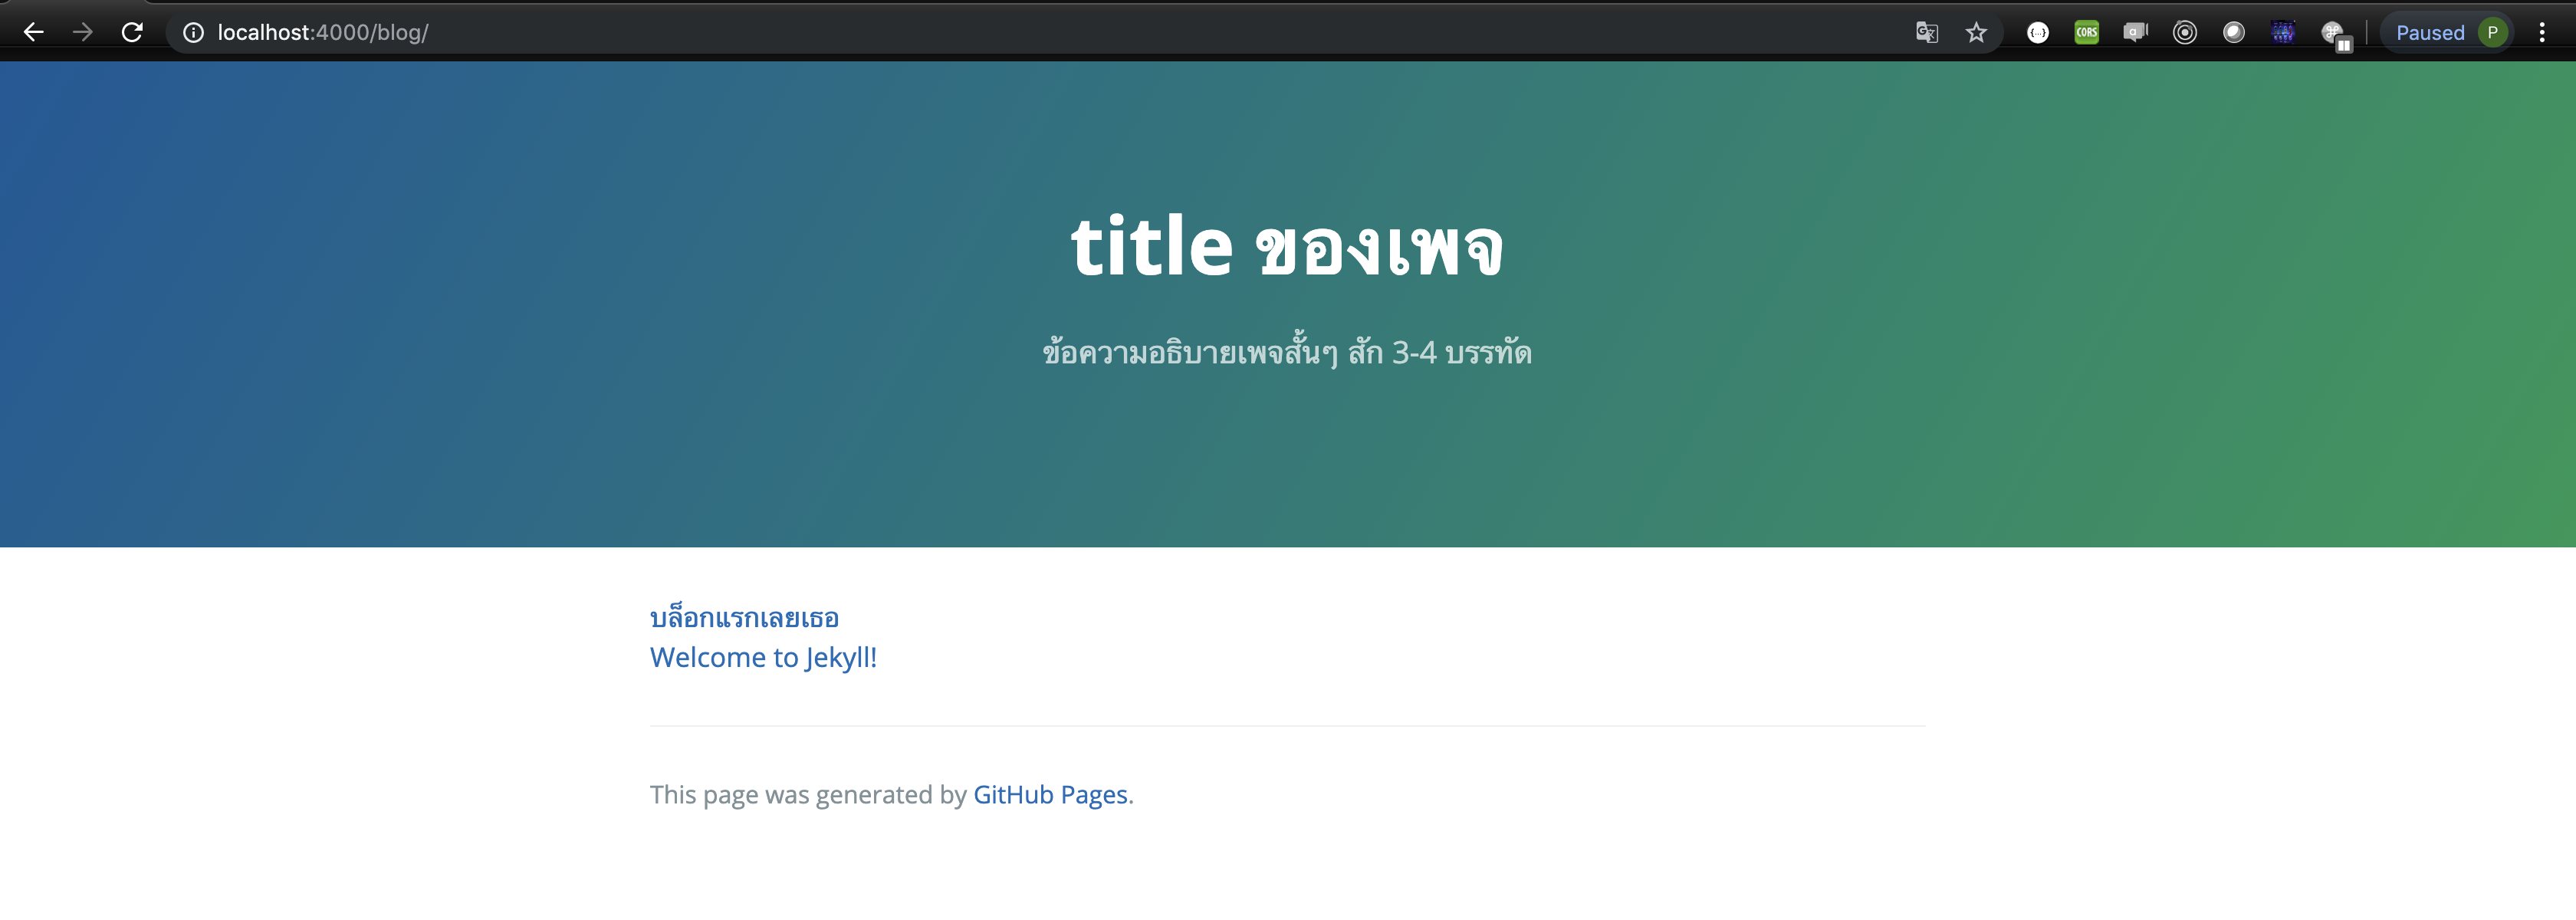 localhost:4000/blog/
CORS
Paused P
title ของเพจ
ข้อความอธิบายเพจสั้นๆ สัก 3-4 บรรทัด
บล็อกแรกเลยเธอ
Welcome to Jekyll!
This page was generated by GitHub Pages.